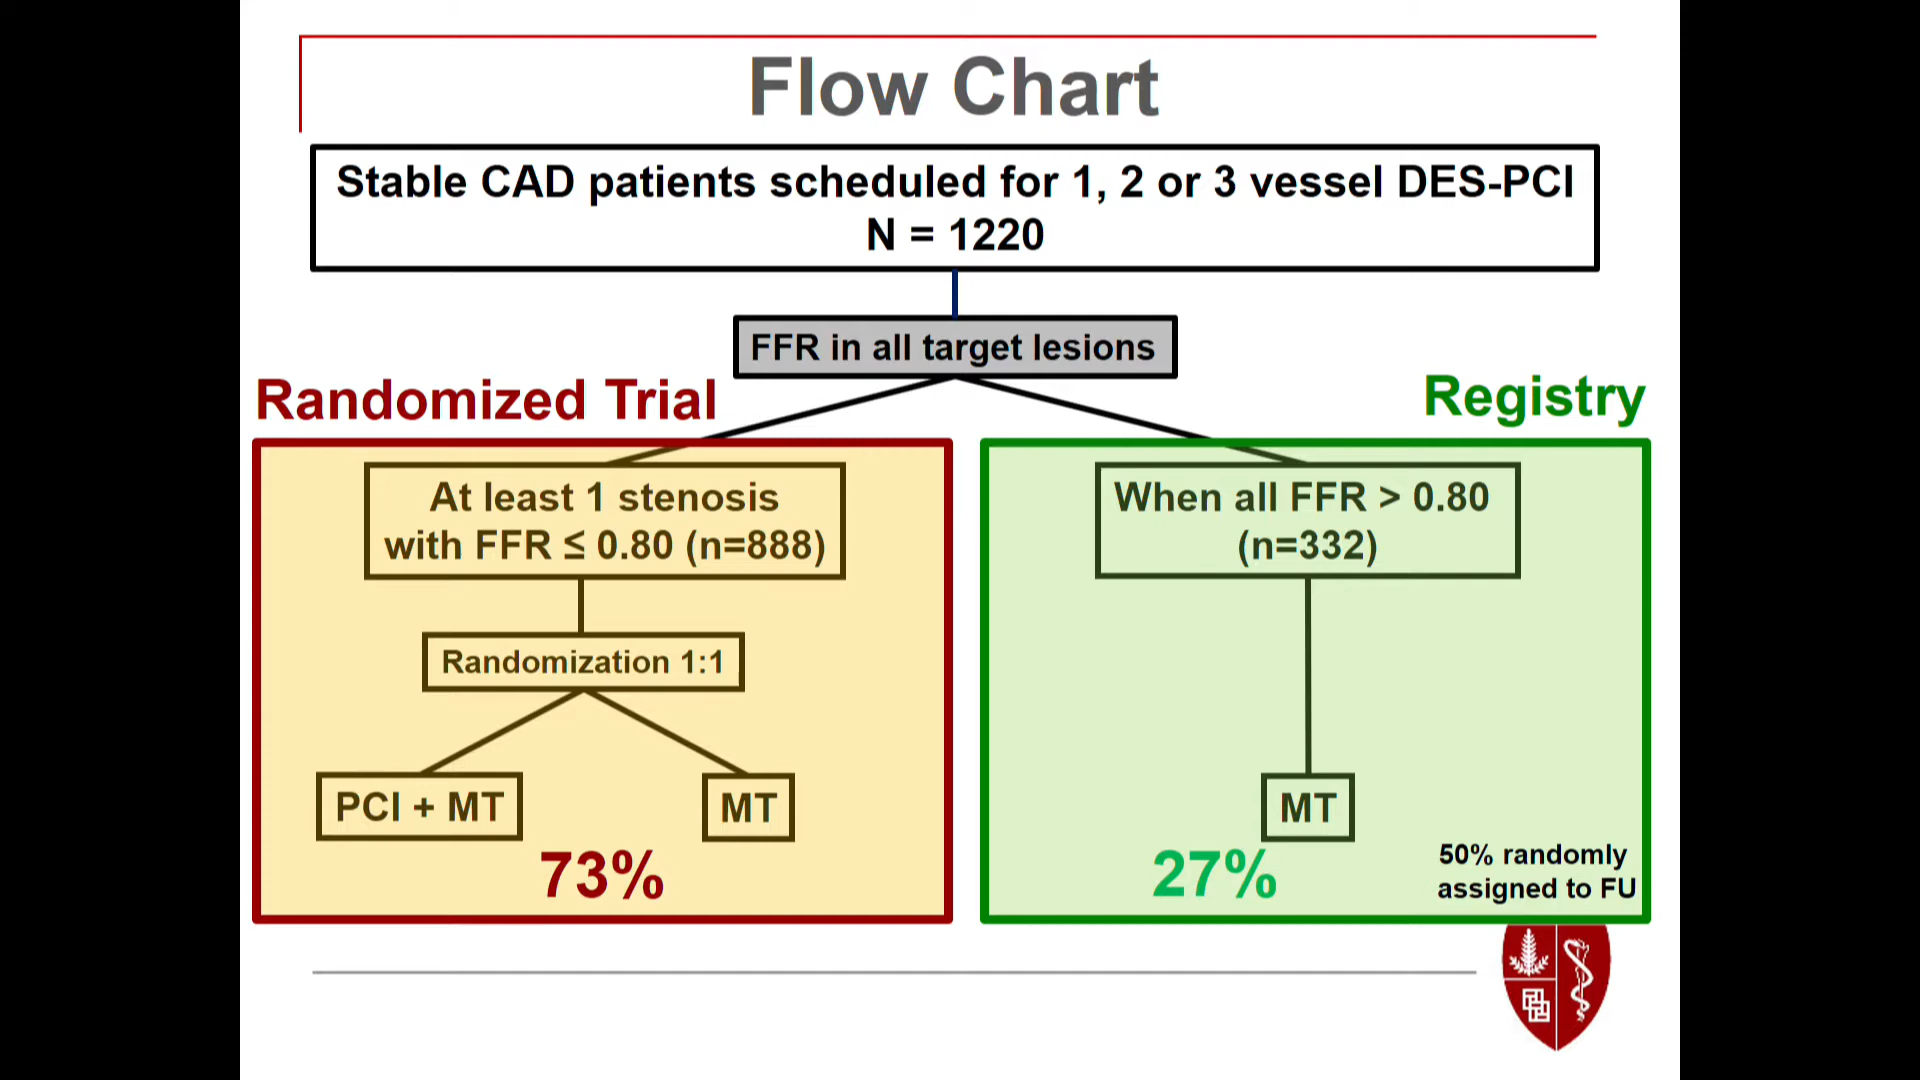 Flow Chart
Stable CAD patients scheduled for 1, 2 or 3 vessel DES-PCI
N = 1220
FFR in all target lesions
Randomized Trial
Registry
At least 1 stenosis
with FFR ≤ 0.80 (n=888)
When all FFR > 0.80
(n=332)
Randomization 1:1
PCI + MT
MT
MT
73%
27%
50% randomly
assigned to FU